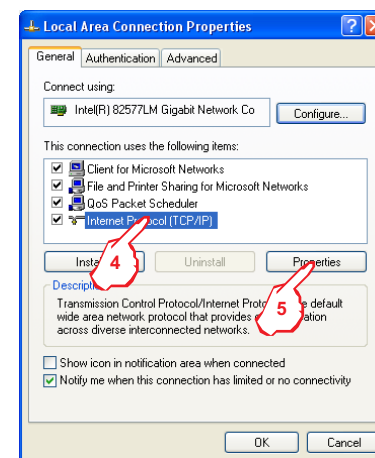 Local Area Connection Properties
General Authentication Advanced
Connect using:
Intel(R) 82577LM Gigabit Network Co Configure...
This connection uses the following items:
Client for Microsoft Networks
File and Printer Sharing for Microsoft Networks
QoS Packet Scheduler
Internet Protocol (TCP/IP)
4
Uninstall Properties
5
Transmission Control Protocol/Internet default
wide area network protocol that provides
across diverse interconnected networks.
Show icon in notification area when connected
Notify me when this connection has limited or no connectivity
OK Cancel